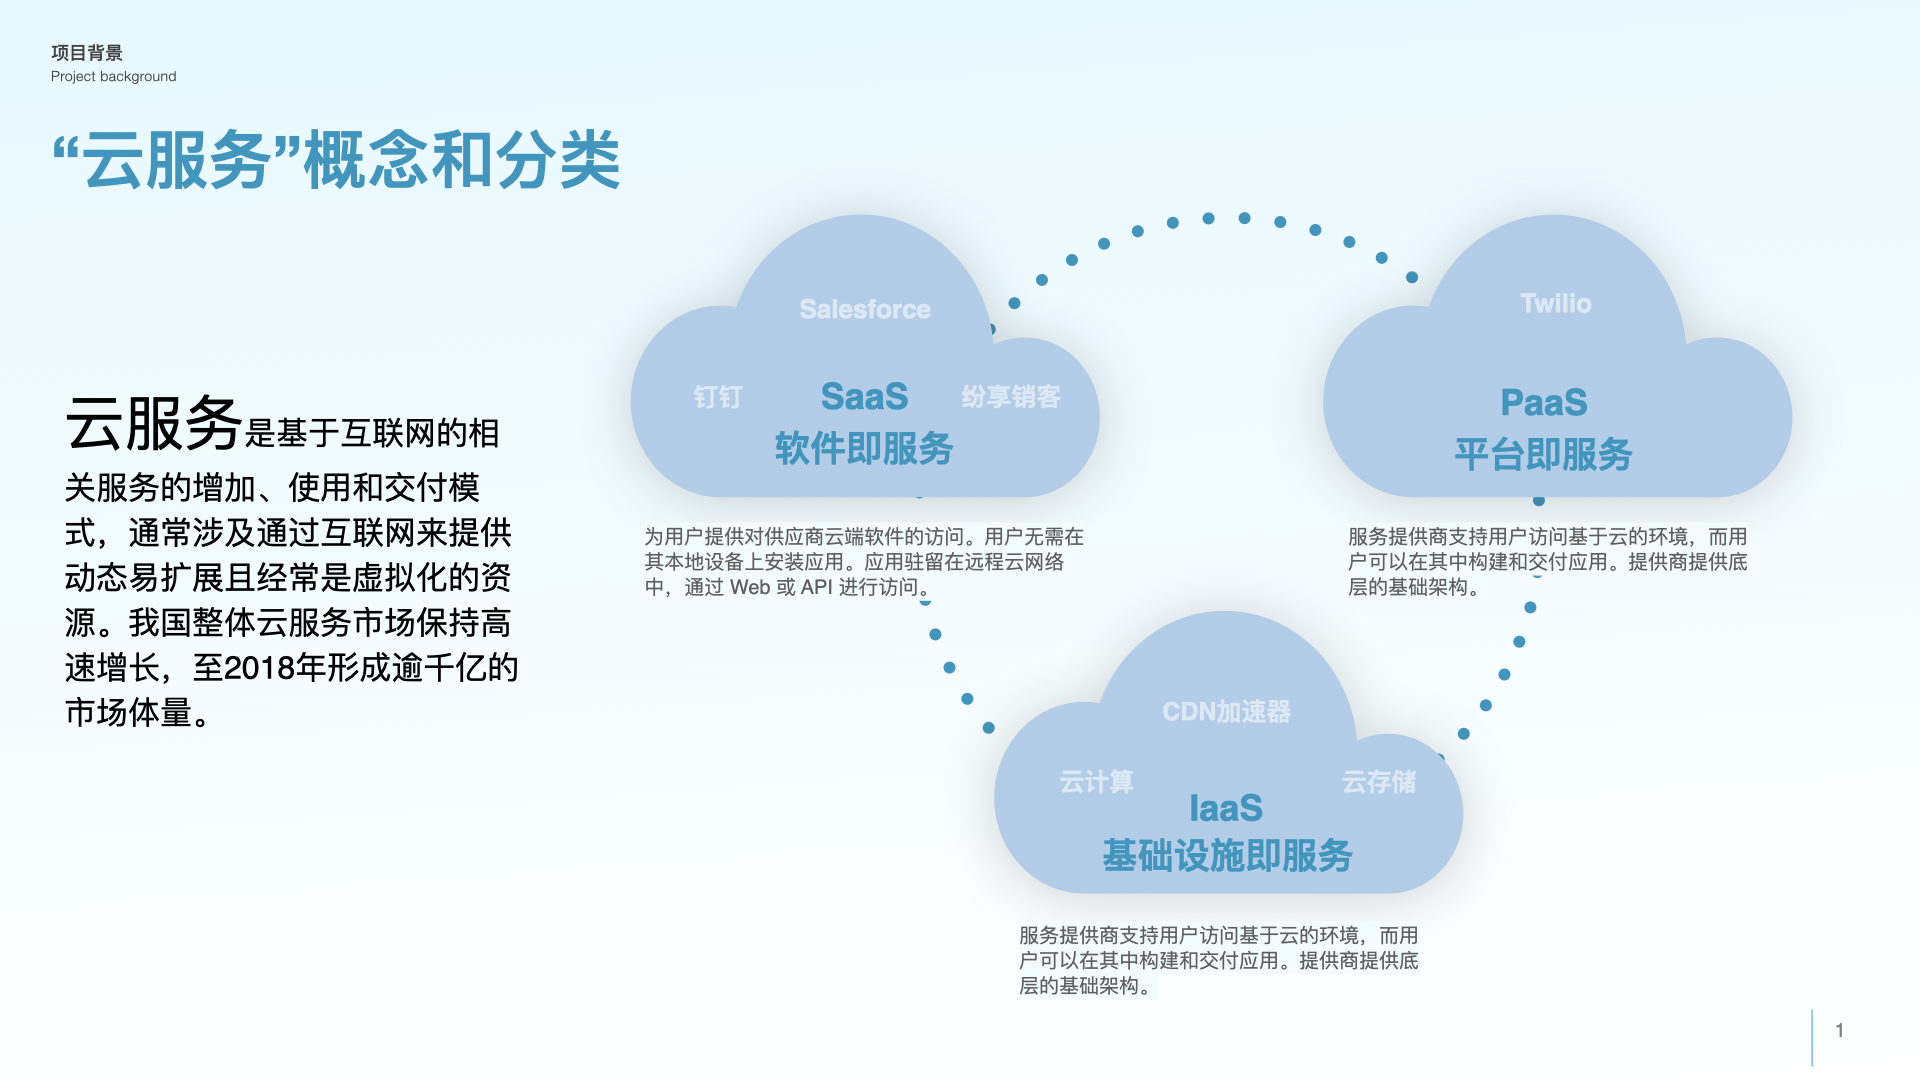 项目背景
Project background
“云服务”概念和分类
云服务是基于互联网的相
关服务的增加、使用和交付模
式，通常涉及通过互联网来提供
动态易扩展且经常是虚拟化的资
源。我国整体云服务市场保持高
速增长，至2018年形成逾千亿的
市场体量。
Salesforce
钉钉
纷享销客
SaaS
软件即服务
为用户提供对供应商云端软件的访问。用户无需在
其本地设备上安装应用。应用驻留在远程云网络
中，通过 Web 或 API 进行访问。
Twilio
PaaS
平台即服务
服务提供商支持用户访问基于云的环境，而用
户可以在其中构建和交付应用。提供商提供底
层的基础架构。
CDN加速器
云计算
云存储
IaaS
基础设施即服务
服务提供商支持用户访问基于云的环境，而用
户可以在其中构建和交付应用。提供商提供底
层的基础架构。
1